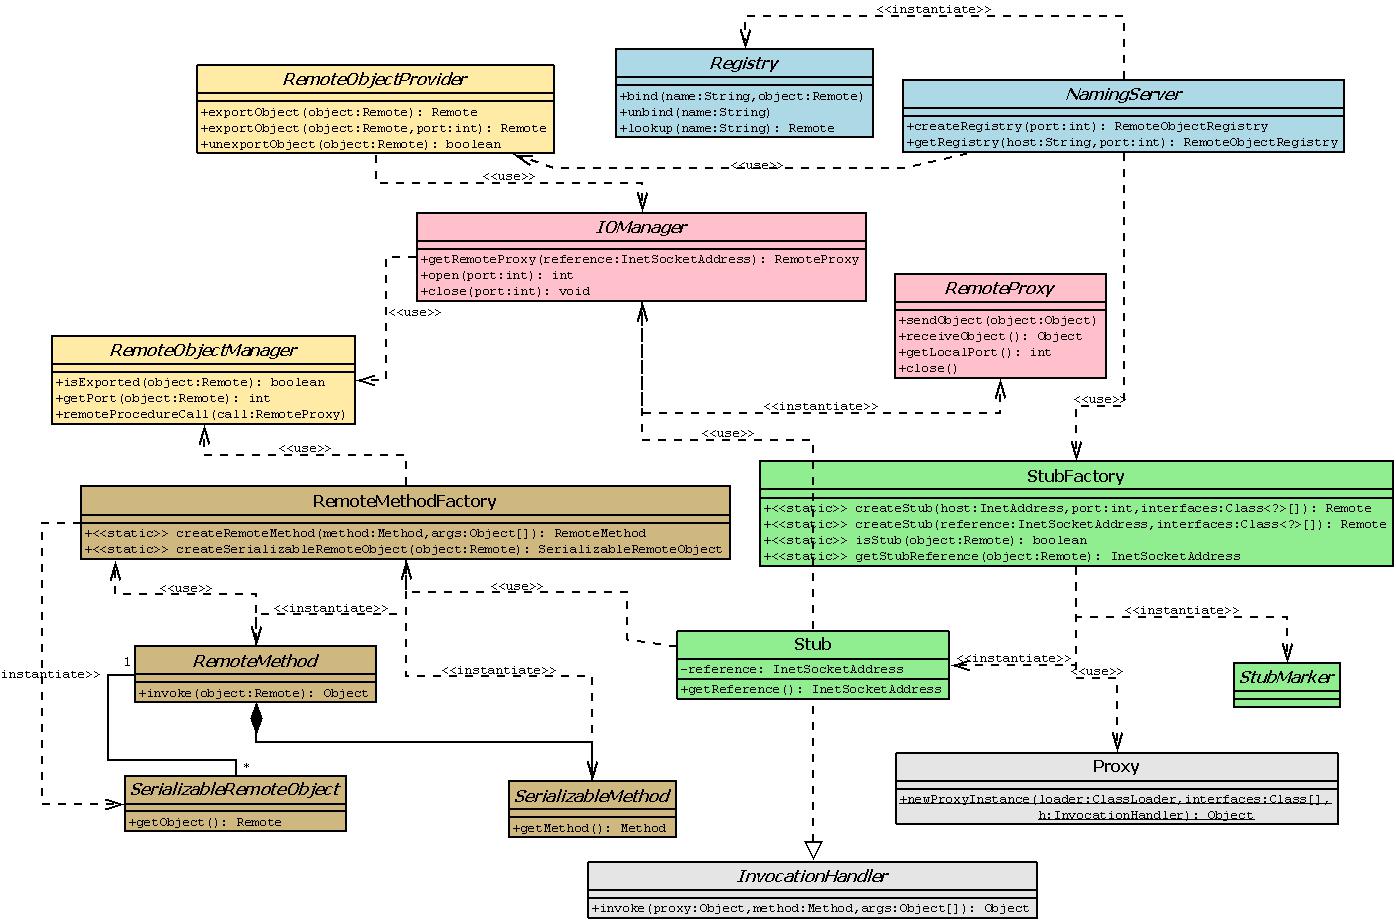 <<instantiate>>
Registry
+bind(name:String,object:Remote)
+unbind(name:String)
+lookup(name:String): Remote
RemoteObjectProvider
+exportObject(object:Remote): Remote
+exportObject(object:Remote,port:int): Remote
+unexportObject(object:Remote): boolean
NamingServer
+createRegistry(port:int): RemoteObjectRegistry
+getRegistry(host:String,port:int): RemoteObjectRegistry
<<use>>
<<use>>
IOManager
+getRemoteProxy(reference:InetSocketAddress): RemoteProxy
+open(port:int): int
+close(port:int): void
<<use>>
RemoteProxy
+sendObject(object:Object)
+receiveObject(): Object
+getLocalPort(): int
+close()
RemoteObjectManager
+isExported(object:Remote): boolean
+getPort(object:Remote): int
+remoteProcedureCall(call:RemoteProxy)
<<instantiate>>
<<use>>
<<use>>
<<use>>
RemoteMethodFactory
+<<static>> createRemoteMethod(method:Method,args:Object[]): RemoteMethod
+<<static>> createSerializableRemoteObject(object:Remote): SerializableRemoteObject
StubFactory
+<<static>> createStub(host:InetAddress,port:int,interfaces:Class<?>[]): Remote
+<<static>> createStub(reference:InetSocketAddress,interfaces:Class<?>[]): Remote
+<<static>> isStub(object:Remote): boolean
+<<static>> getStubReference(object:Remote): InetSocketAddress
<<use>>
<<use>>
<<instantiate>>
<<instantiate>>
RemoteMethod
+invoke(object:Remote): Object
1
instantiate>>
<<instantiate>>
Stub
-reference: InetSocketAddress
+getReference(): InetSocketAddress
<<instantiate>>
<<use>>
StubMarker
*
SerializableRemoteObject
+getObject(): Remote
SerializableMethod
+getMethod(): Method
Proxy
+newProxyInstance(loader:ClassLoader,interfaces:Class[],
h:InvocationHandler): Object
InvocationHandler
+invoke(proxy:Object,method:Method,args:Object[]): Object